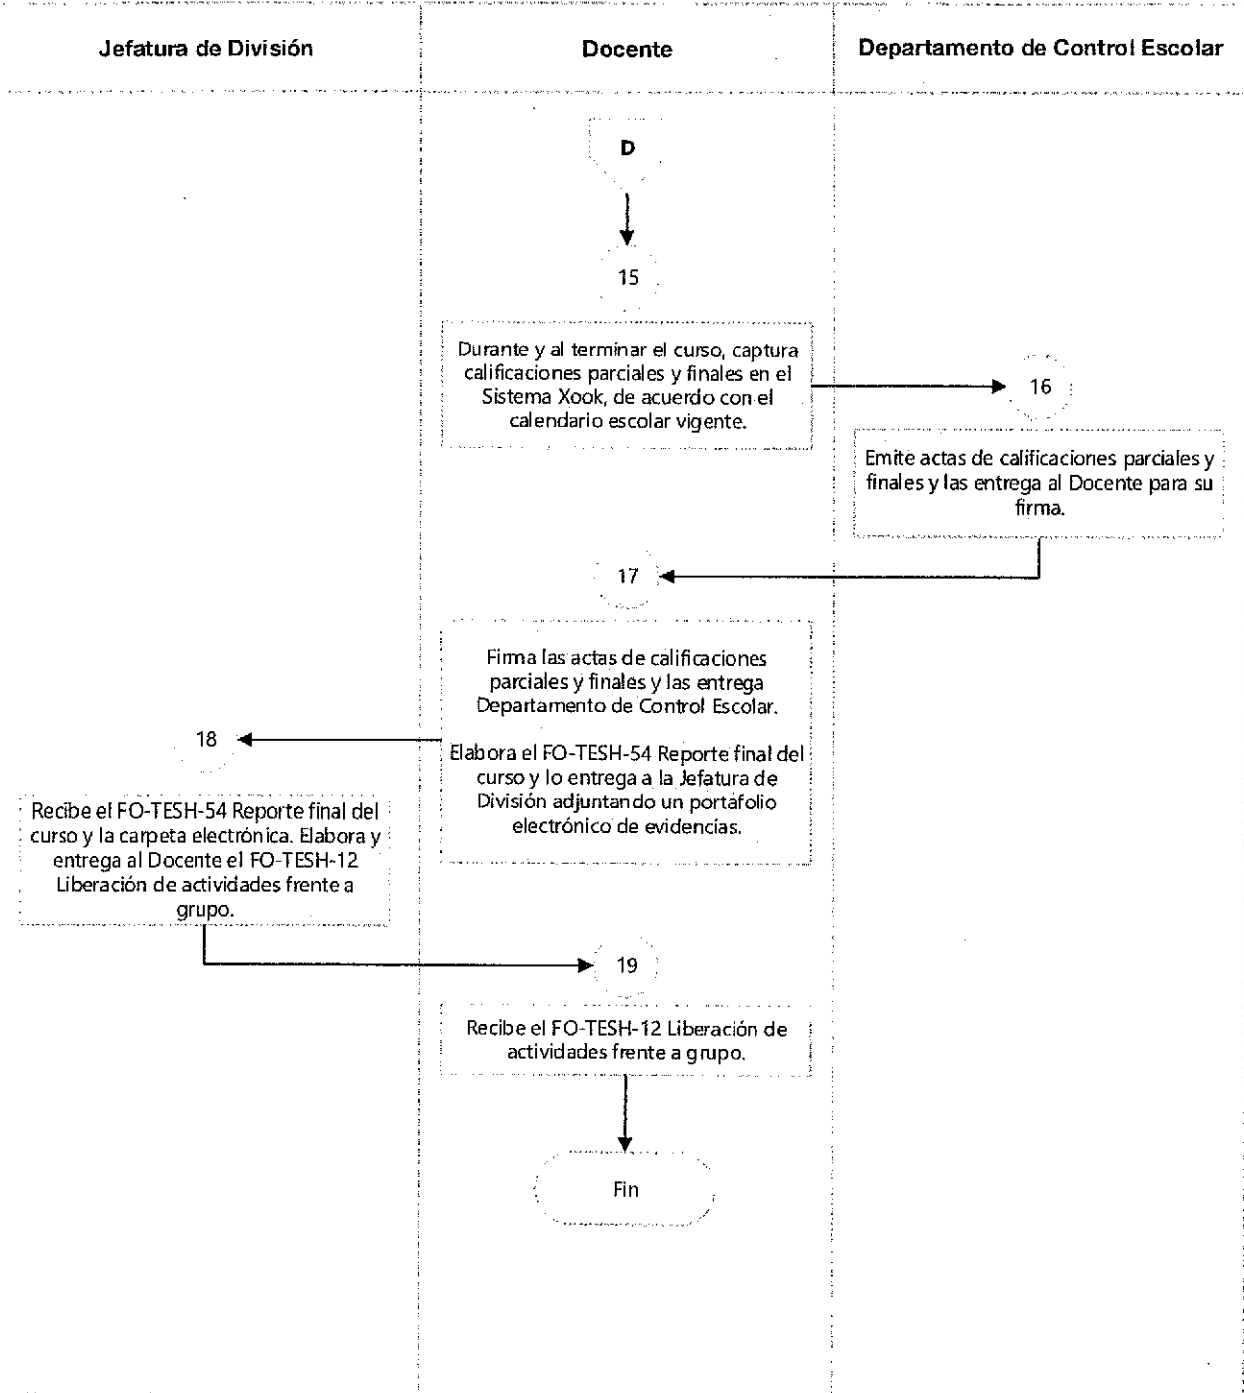 Jefatura de División
Docente
Departamento de Control Escolar
D
15
Durante y al terminar el curso, captura
calificaciones parciales y finales en el
Sistema Xook, de acuerdo con el
calendario escolar vigente.
16
Emite actas de calificaciones parciales y
finales y las entrega al Docente para su
firma.
17
Firma las actas de calificaciones
parciales y finales y las entrega
Departamento de Control Escolar.
Elabora el FO-TESH-54 Reporte final del
curso y lo entrega a la Jefatura de
División adjuntando un portafolio
electrónico de evidencias.
18
Recibe el FO-TESH-54 Reporte final del
curso y la carpeta electrónica. Elabora y
entrega al Docente el FO-TESH-12
Liberación de actividades frente a
grupo.
19
Recibe el FO-TESH-12 Liberación de
actividades frente a grupo.
Fin